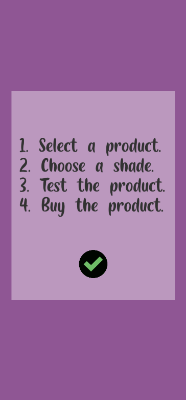 1. Select a product.
2. Choose a shade.
3. Test the product.
4. Buy the product.